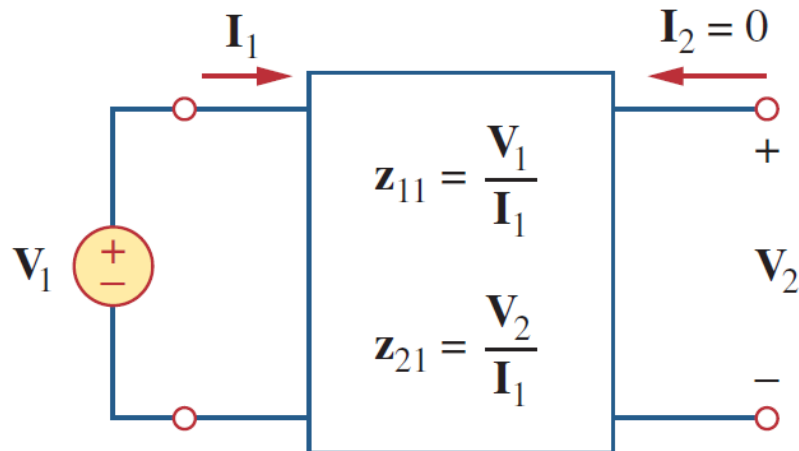 I₁
I₂ = 0
z₁₁ = V₁/I₁
+
+
−
V₁
V₂
z₂₁ = V₂/I₁
−